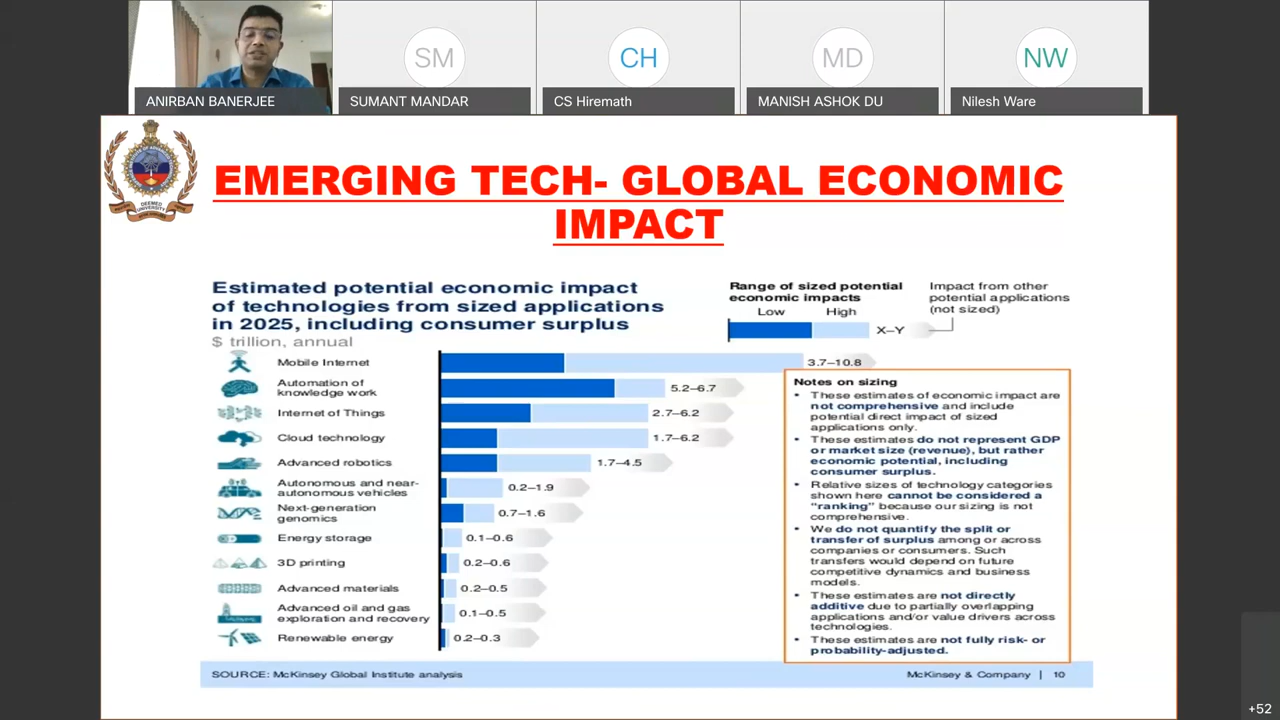 SM
CH
MD
NW
ANIRBAN BANERJEE
SUMANT MANDAR
CS Hiremath
MANISH ASHOK DU
Nilesh Ware
DEEMED
UNIVERSITY
EMERGING TECH- GLOBAL ECONOMIC
IMPACT
Estimated potential economic impact
of technologies from sized applications
in 2025, including consumer surplus
$ trillion, annual
Range of sized potential
economic impacts
Low High
X–Y
Impact from other
potential applications
(not sized)
Mobile Internet 3.7–10.8
Automation of
knowledge work 5.2–6.7
Internet of Things 2.7–6.2
Cloud technology 1.7–6.2
Advanced robotics 1.7–4.5
Autonomous and near-
autonomous vehicles 0.2–1.9
Next-generation
genomics 0.7–1.6
Energy storage 0.1–0.6
3D printing 0.2–0.6
Advanced materials 0.2–0.5
Advanced oil and gas
exploration and recovery 0.1–0.5
Renewable energy 0.2–0.3
Notes on sizing
• These estimates of economic impact are
not comprehensive and include
potential direct impact of sized
applications only.
• These estimates do not represent GDP
or market size (revenue), but rather
economic potential, including
consumer surplus.
• Relative sizes of technology categories
shown here cannot be considered a
“ranking” because our sizing is not
comprehensive.
• We do not quantify the split or
transfer of surplus among or across
companies or consumers. Such
transfers would depend on future
competitive dynamics and business
models.
• These estimates are not directly
additive due to partially overlapping
applications and/or value drivers across
technologies.
• These estimates are not fully risk- or
probability-adjusted.
SOURCE: McKinsey Global Institute analysis
McKinsey & Company | 10
+52